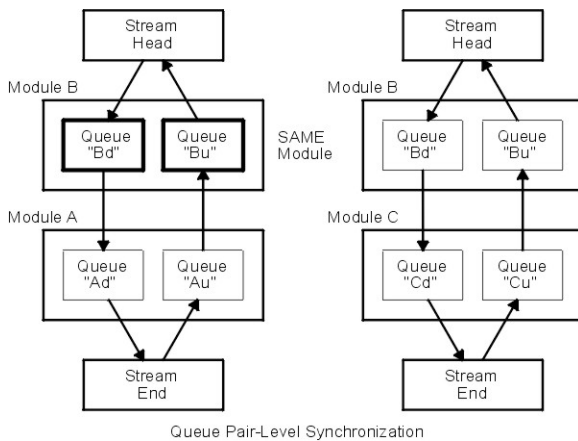 Stream
Head
Stream
Head
Module B
Module B
Queue
"Bd"
Queue
"Bu"
SAME
Module
Queue
"Bd"
Queue
"Bu"
Module A
Module C
Queue
"Ad"
Queue
"Au"
Queue
"Cd"
Queue
"Cu"
Stream
End
Stream
End
Queue Pair-Level Synchronization